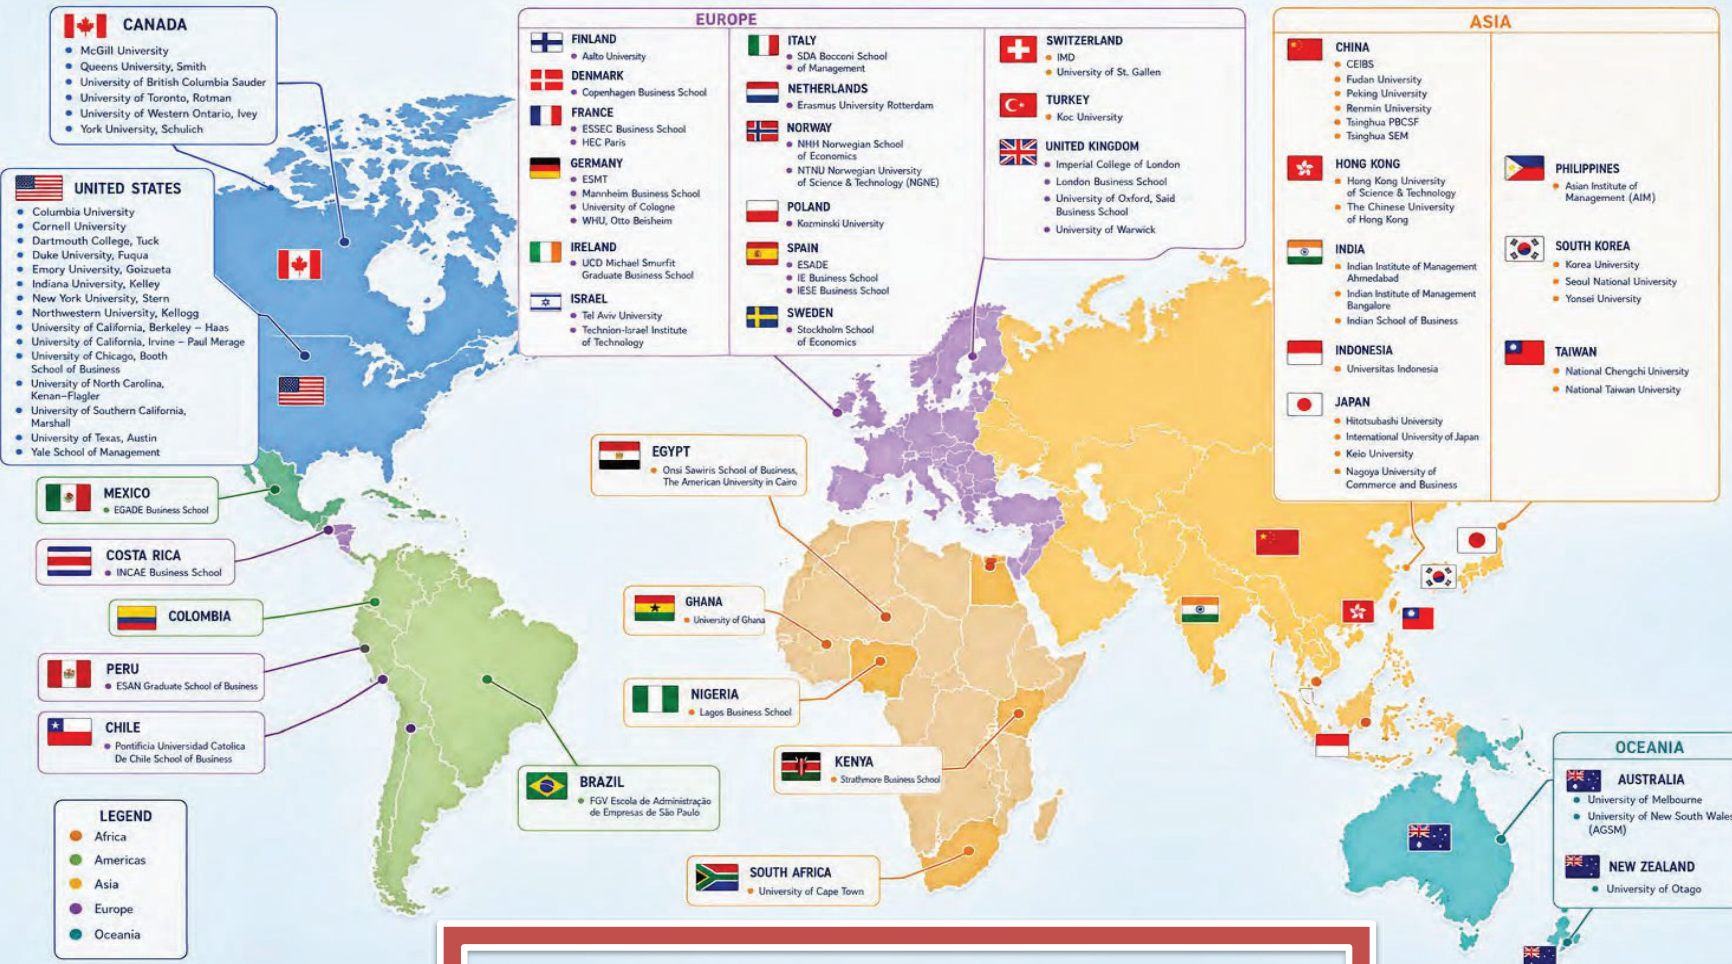 CANADA
McGill University
Queens University, Smith
University of British Columbia Sauder
University of Toronto, Rotman
University of Western Ontario, Ivey
York University, Schulich
UNITED STATES
Columbia University
Cornell University
Dartmouth College, Tuck
Duke University, Fuqua
Emory University, Goizueta
Indiana University, Kelley
New York University, Stern
Northwestern University, Kellogg
University of California, Berkeley – Haas
University of California, Irvine – Paul Merage
University of Chicago, Booth
School of Business
University of North Carolina,
Kenan–Flagler
University of Southern California,
Marshall
University of Texas, Austin
Yale School of Management
MEXICO
EGADE Business School
COSTA RICA
INCAE Business School
COLOMBIA
PERU
ESAN Graduate School of Business
CHILE
Pontificia Universidad Catolica
De Chile School of Business
BRAZIL
FGV Escola de Administração
de Empresas de São Paulo
LEGEND
Africa
Americas
Asia
Europe
Oceania
EUROPE
FINLAND
Aalto University
DENMARK
Copenhagen Business School
FRANCE
ESSEC Business School
HEC Paris
GERMANY
ESMT
Mannheim Business School
University of Cologne
WHU, Otto Beisheim
IRELAND
UCD Michael Smurfit
Graduate Business School
ISRAEL
Tel Aviv University
Technion-Israel Institute
of Technology
ITALY
SDA Bocconi School
of Management
NETHERLANDS
Erasmus University Rotterdam
NORWAY
NHH Norwegian School
of Economics
NTNU Norwegian University
of Science & Technology (NGNE)
POLAND
Kozminski University
SPAIN
ESADE
IE Business School
IESE Business School
SWEDEN
Stockholm School
of Economics
SWITZERLAND
IMD
University of St. Gallen
TURKEY
Koc University
UNITED KINGDOM
Imperial College of London
London Business School
University of Oxford, Said
Business School
University of Warwick
EGYPT
Onsi Sawiris School of Business,
The American University in Cairo
GHANA
University of Ghana
NIGERIA
Lagos Business School
KENYA
Strathmore Business School
SOUTH AFRICA
University of Cape Town
ASIA
CHINA
CEIBS
Fudan University
Peking University
Renmin University
Tsinghua PBCSF
Tsinghua SEM
HONG KONG
Hong Kong University
of Science & Technology
The Chinese University
of Hong Kong
INDIA
Indian Institute of Management
Ahmedabad
Indian Institute of Management
Bangalore
Indian School of Business
INDONESIA
Universitas Indonesia
JAPAN
Hitotsubashi University
International University of Japan
Keio University
Nagoya University of
Commerce and Business
PHILIPPINES
Asian Institute of
Management (AIM)
SOUTH KOREA
Korea University
Seoul National University
Yonsei University
TAIWAN
National Chengchi University
National Taiwan University
OCEANIA
AUSTRALIA
University of Melbourne
University of New South Wales
(AGSM)
NEW ZEALAND
University of Otago